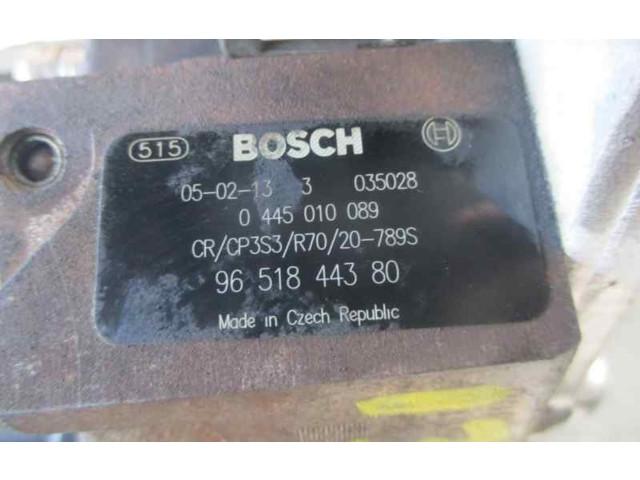 515 BOSCH
05-02-13 3 035028
0 445 010 089
CR/CP3S3/R70/20-789S
96 518 443 80
Made in Czech Republic